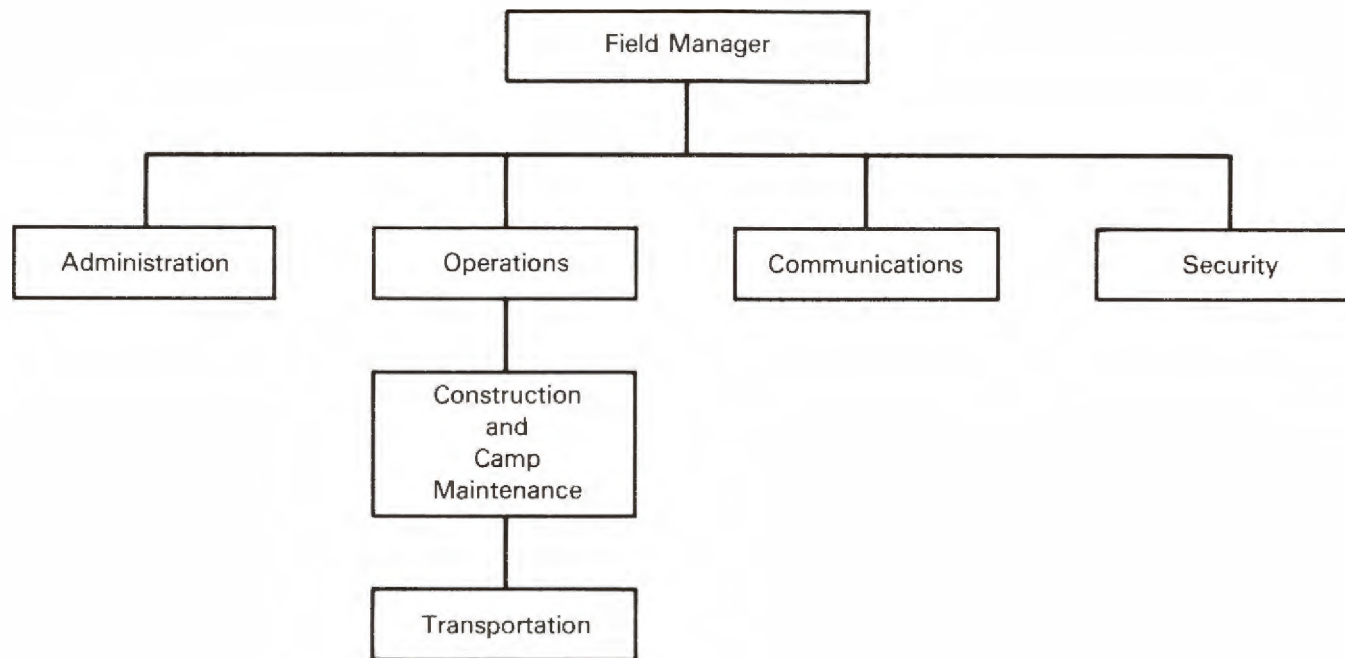 Field Manager
Administration
Operations
Communications
Security
Construction
and
Camp
Maintenance
Transportation